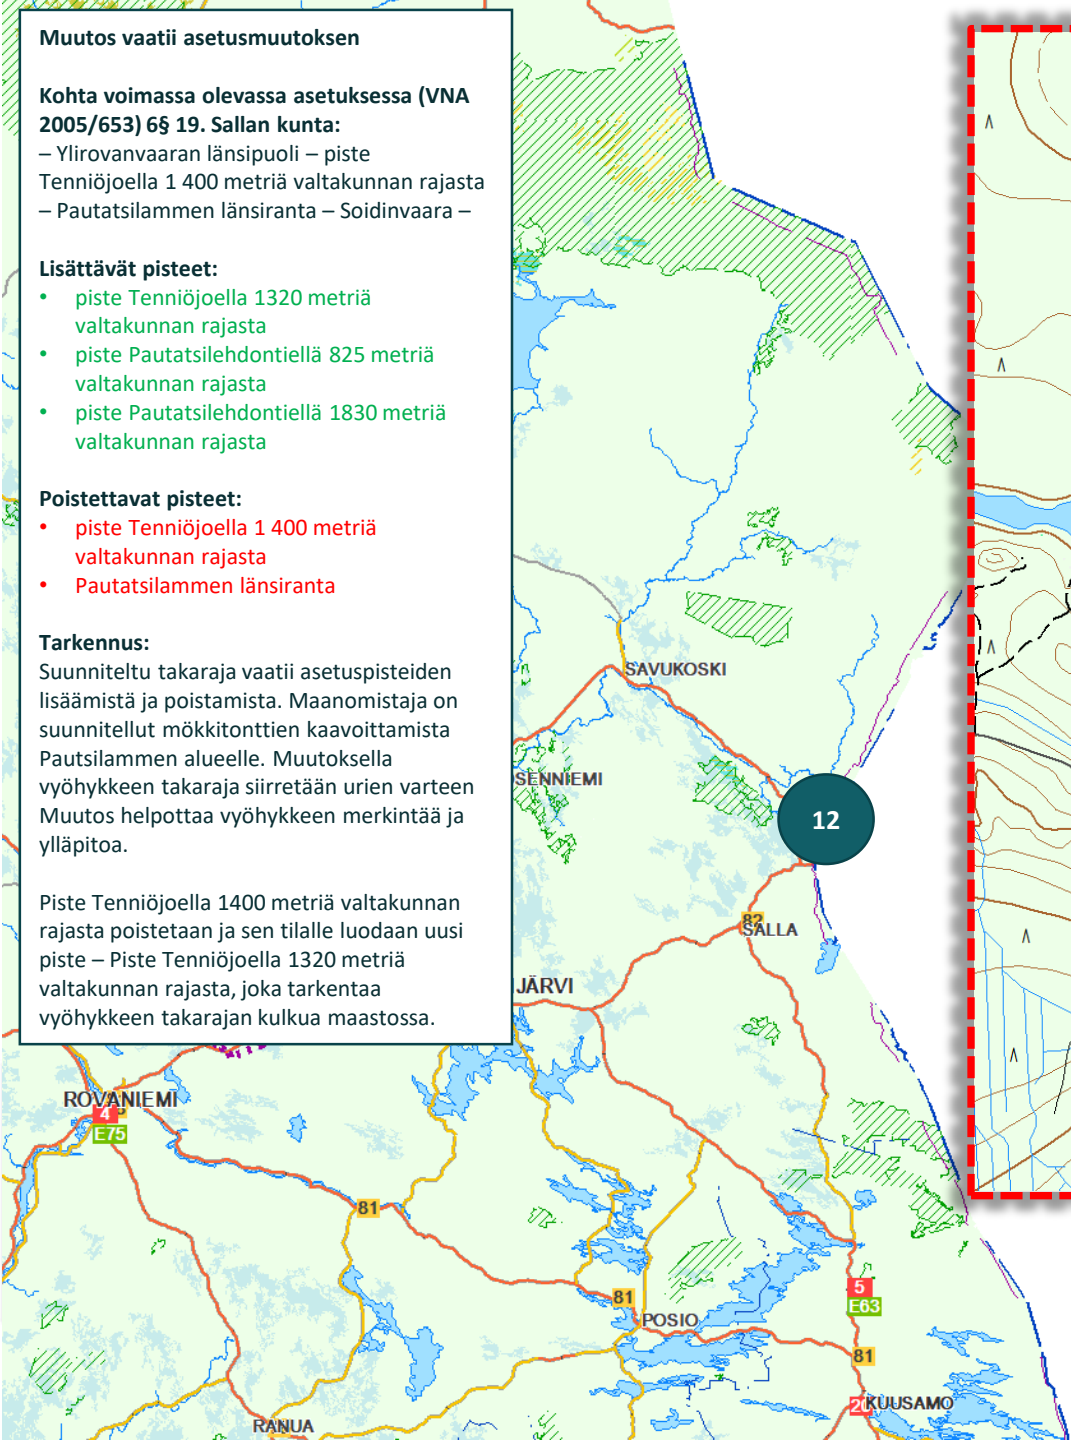 Muutos vaatii asetusmuutoksen
Kohta voimassa olevassa asetuksessa (VNA
2005/653) 6§ 19. Sallan kunta:
– Ylirovanvaaran länsipuoli – piste
Tenniöjoella 1 400 metriä valtakunnan rajasta
– Pautatsilammen länsiranta – Soidinvaara –
Lisättävät pisteet:
• piste Tenniöjoella 1320 metriä
valtakunnan rajasta
• piste Pautatsilehdontiellä 825 metriä
valtakunnan rajasta
• piste Pautatsilehdontiellä 1830 metriä
valtakunnan rajasta
Poistettavat pisteet:
• piste Tenniöjoella 1 400 metriä
valtakunnan rajasta
• Pautatsilammen länsiranta
Tarkennus:
Suunniteltu takaraja vaatii asetuspisteiden
lisäämistä ja poistamista. Maanomistaja on
suunnitellut mökkitonttien kaavoittamista
Pautsilammen alueelle. Muutoksella
vyöhykkeen takaraja siirretään urien varteen
Muutos helpottaa vyöhykkeen merkintää ja
ylläpitoa.
Piste Tenniöjoella 1400 metriä valtakunnan
rajasta poistetaan ja sen tilalle luodaan uusi
piste – Piste Tenniöjoella 1320 metriä
valtakunnan rajasta, joka tarkentaa
vyöhykkeen takarajan kulkua maastossa.
SAVUKOSKI
SENNIEMI
12
82
SALLA
JÄRVI
ROVANIEMI
4
E75
81
5
E63
81
POSIO
81
KUUSAMO
RANUA